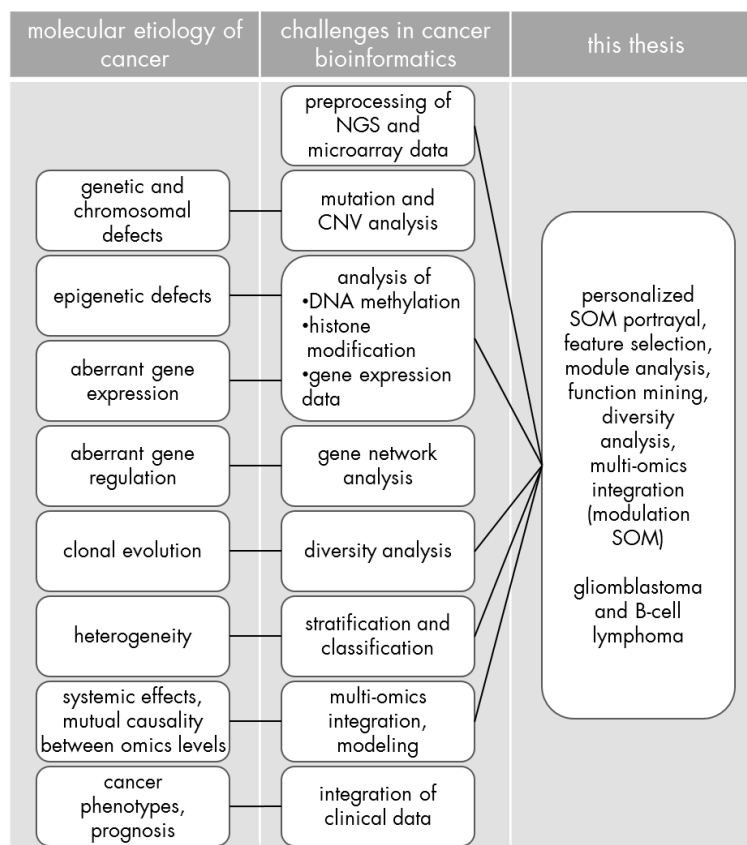 molecular etiology of
cancer
challenges in cancer
bioinformatics
this thesis
preprocessing of
NGS and
microarray data
genetic and
chromosomal
defects
mutation and
CNV analysis
epigenetic defects
analysis of
•DNA methylation
•histone
modification
•gene expression
data
aberrant gene
expression
aberrant gene
regulation
gene network
analysis
clonal evolution
diversity analysis
heterogeneity
stratification and
classification
systemic effects,
mutual causality
between omics levels
multi-omics
integration,
modeling
cancer
phenotypes,
prognosis
integration of
clinical data
personalized
SOM portrayal,
feature selection,
module analysis,
function mining,
diversity
analysis,
multi-omics
integration
(modulation
SOM)
gliomblastoma
and B-cell
lymphoma